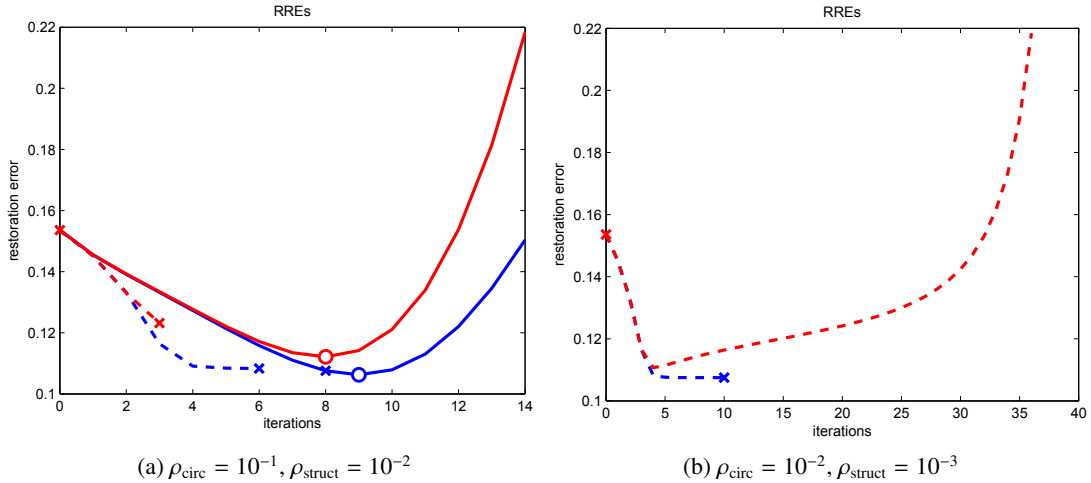 RREs
0.22
0.2
0.18
0.16
0.14
0.12
0.1
restoration error
0 2 4 6 8 10 12 14
iterations
(a) ρcirc = 10⁻¹, ρstruct = 10⁻²
RREs
0.22
0.2
0.18
0.16
0.14
0.12
0.1
restoration error
0 5 10 15 20 25 30 35 40
iterations
(b) ρcirc = 10⁻², ρstruct = 10⁻³